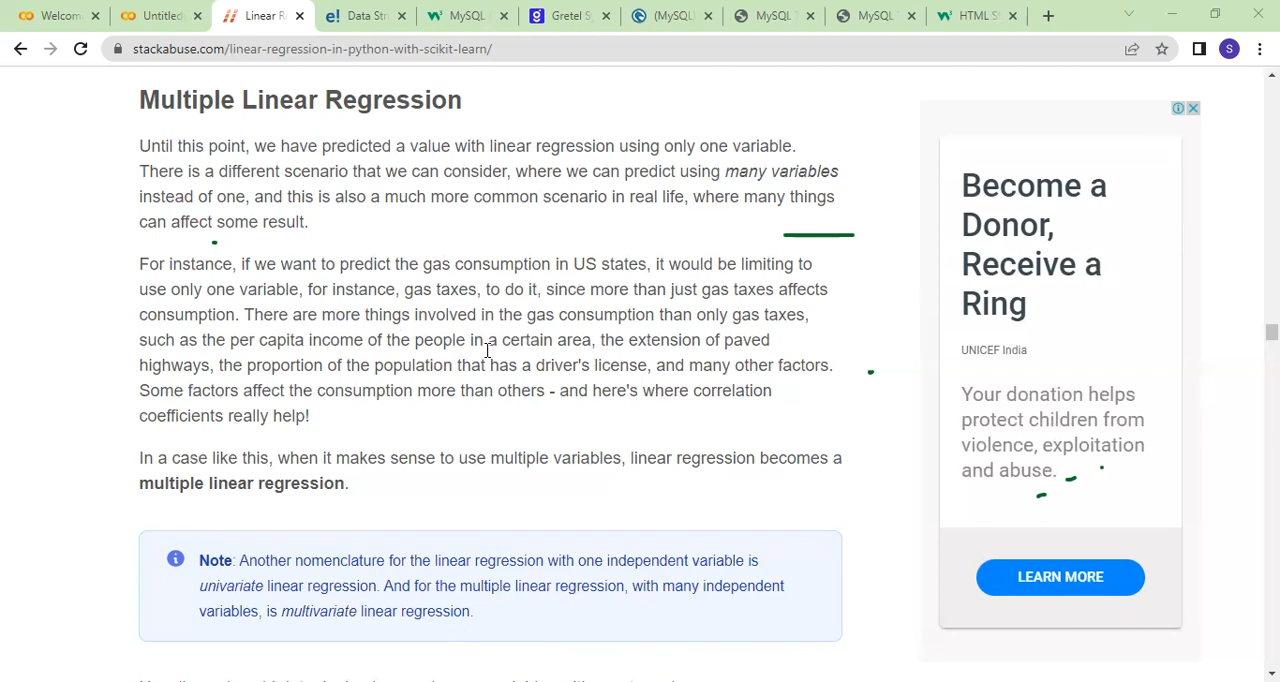 Welcom
Untitled
Linear R
Data Str
MySQL
Gretel S
(MySQL)
MySQL
MySQL
HTML S
stackabuse.com/linear-regression-in-python-with-scikit-learn/
S
Multiple Linear Regression
Until this point, we have predicted a value with linear regression using only one variable.
There is a different scenario that we can consider, where we can predict using many variables
instead of one, and this is also a much more common scenario in real life, where many things
can affect some result.
For instance, if we want to predict the gas consumption in US states, it would be limiting to
use only one variable, for instance, gas taxes, to do it, since more than just gas taxes affects
consumption. There are more things involved in the gas consumption than only gas taxes,
such as the per capita income of the people in a certain area, the extension of paved
highways, the proportion of the population that has a driver's license, and many other factors.
Some factors affect the consumption more than others - and here's where correlation
coefficients really help!
In a case like this, when it makes sense to use multiple variables, linear regression becomes a
multiple linear regression.
Note: Another nomenclature for the linear regression with one independent variable is
univariate linear regression. And for the multiple linear regression, with many independent
variables, is multivariate linear regression.
Become a
Donor,
Receive a
Ring
UNICEF India
Your donation helps
protect children from
violence, exploitation
and abuse.
LEARN MORE